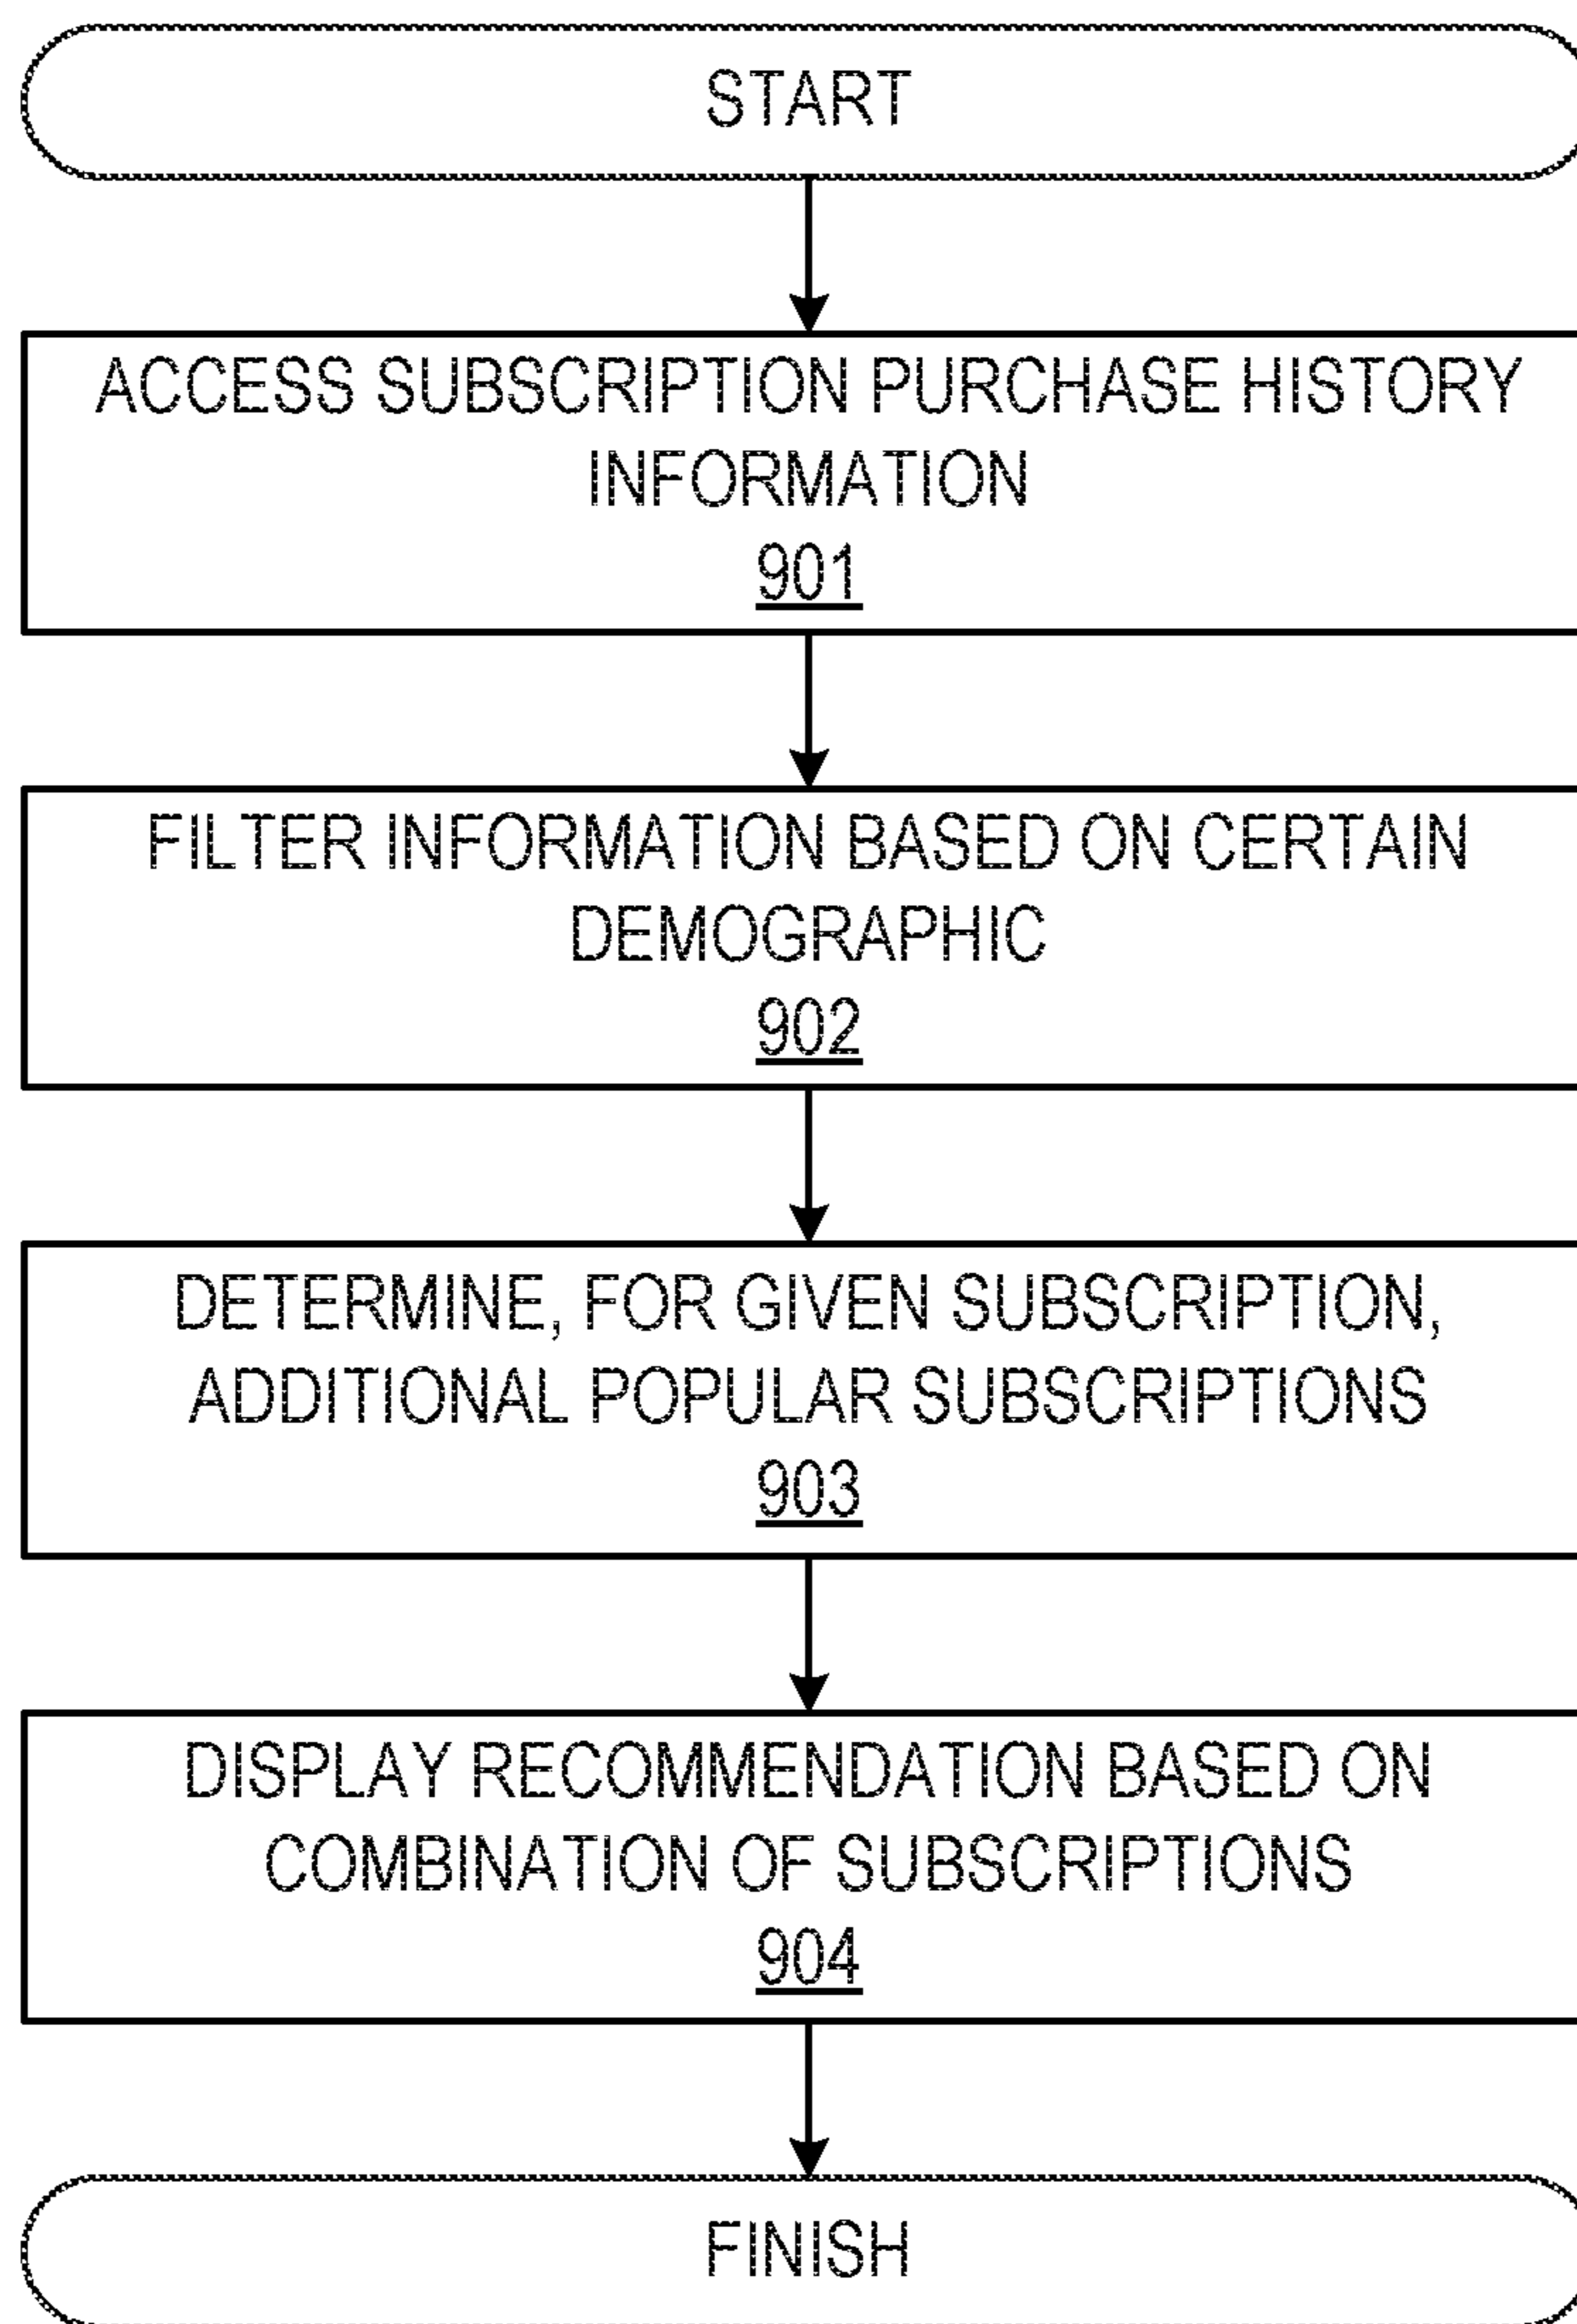 START
ACCESS SUBSCRIPTION PURCHASE HISTORY
INFORMATION
901
FILTER INFORMATION BASED ON CERTAIN
DEMOGRAPHIC
902
DETERMINE, FOR GIVEN SUBSCRIPTION,
ADDITIONAL POPULAR SUBSCRIPTIONS
903
DISPLAY RECOMMENDATION BASED ON
COMBINATION OF SUBSCRIPTIONS
904
FINISH